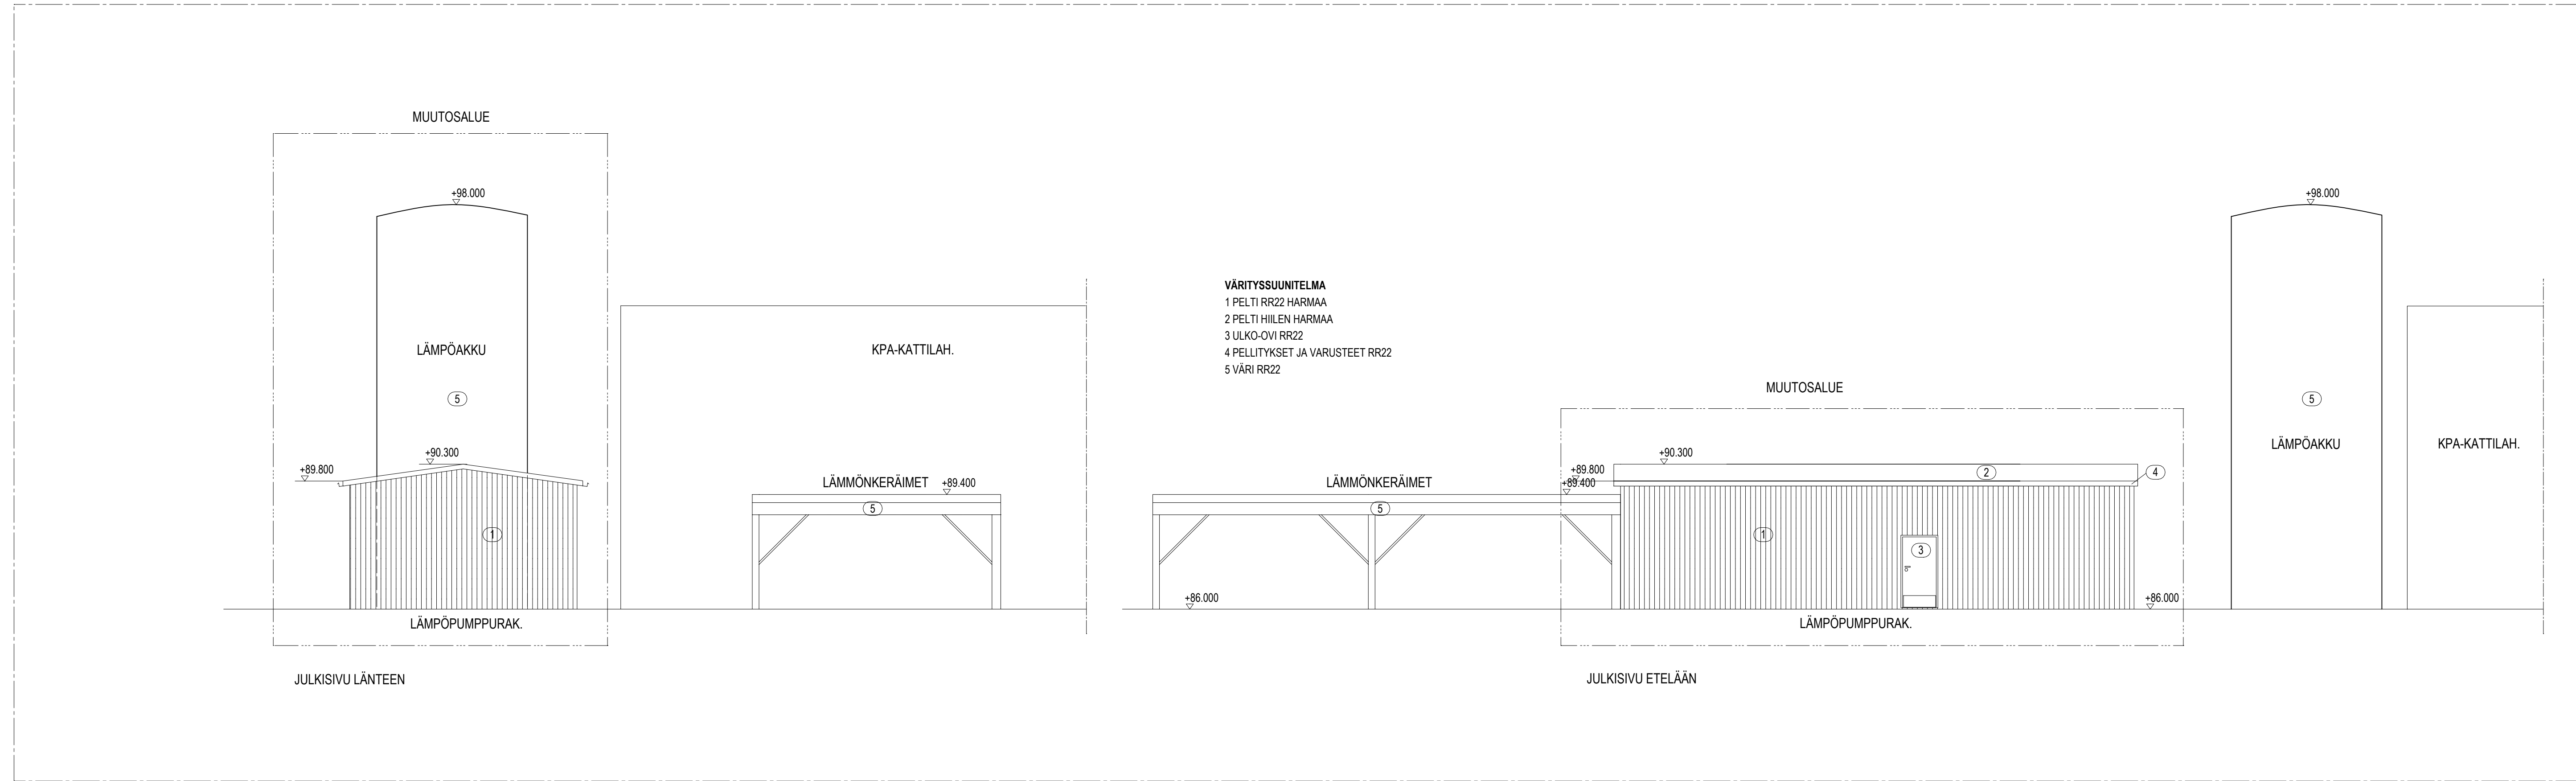 MUUTOSALUE
+98.000
LÄMPÖAKKU
5
+90.300
+89.800
1
LÄMPÖPUMPPURAK.
JULKISIVU LÄNTEEN
KPA-KATTILAH.
LÄMMÖNKERÄIMET
+89.400
5
VÄRITYSSUUNITELMA
1 PELTI RR22 HARMAA
2 PELTI HIILEN HARMAA
3 ULKO-OVI RR22
4 PELLITYKSET JA VARUSTEET RR22
5 VÄRI RR22
LÄMMÖNKERÄIMET
5
+86.000
MUUTOSALUE
+90.300
+89.800
+89.400
2
4
1
3
+86.000
LÄMPÖPUMPPURAK.
JULKISIVU ETELÄÄN
+98.000
5
LÄMPÖAKKU
KPA-KATTILAH.